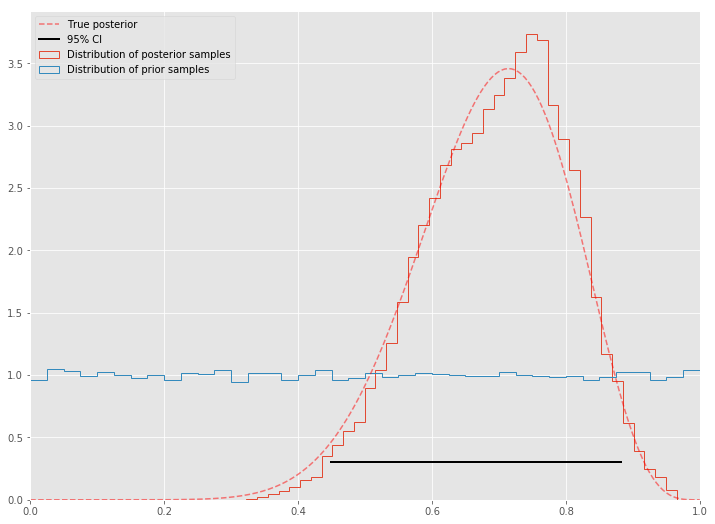 True posterior
95% CI
Distribution of posterior samples
Distribution of prior samples
3.5
3.0
2.5
2.0
1.5
1.0
0.5
0.0
0.0 0.2 0.4 0.6 0.8 1.0